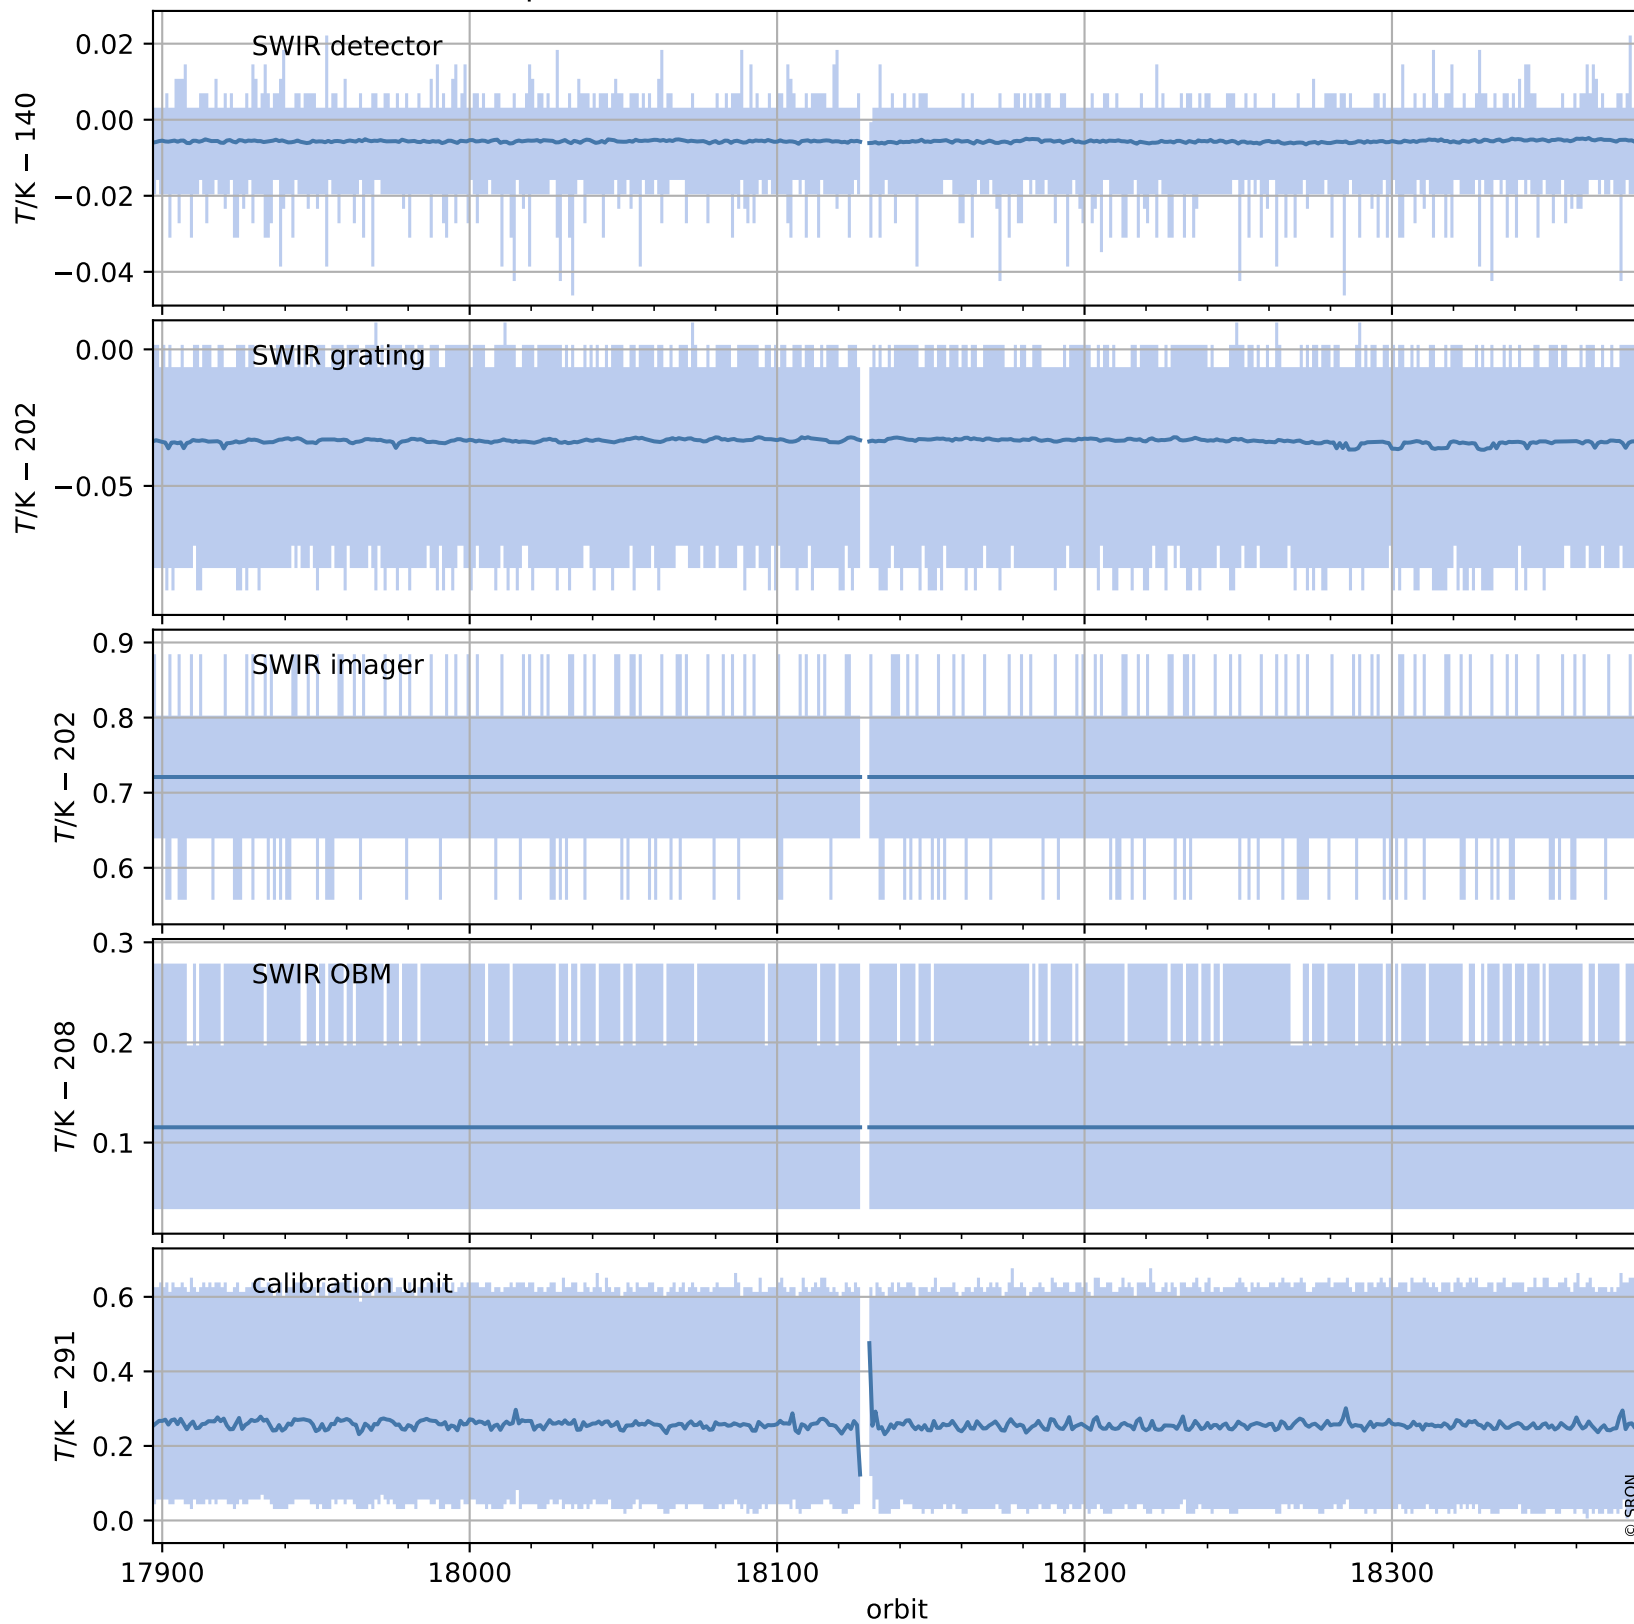 SWIR detector
0.02
0.00
−0.02
−0.04
T/K − 140
SWIR grating
0.00
−0.05
T/K − 202
SWIR imager
0.9
0.8
0.7
0.6
T/K − 202
SWIR OBM
0.3
0.2
0.1
T/K − 208
calibration unit
0.6
0.4
0.2
0.0
T/K − 291
© SRON
17900 18000 18100 18200 18300
orbit